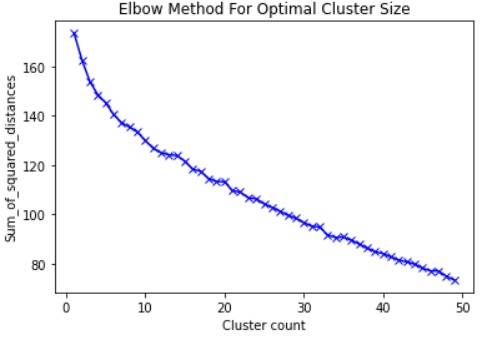 Elbow Method For Optimal Cluster Size
Sum_of_squared_distances
160
140
120
100
80
0 10 20 30 40 50
Cluster count